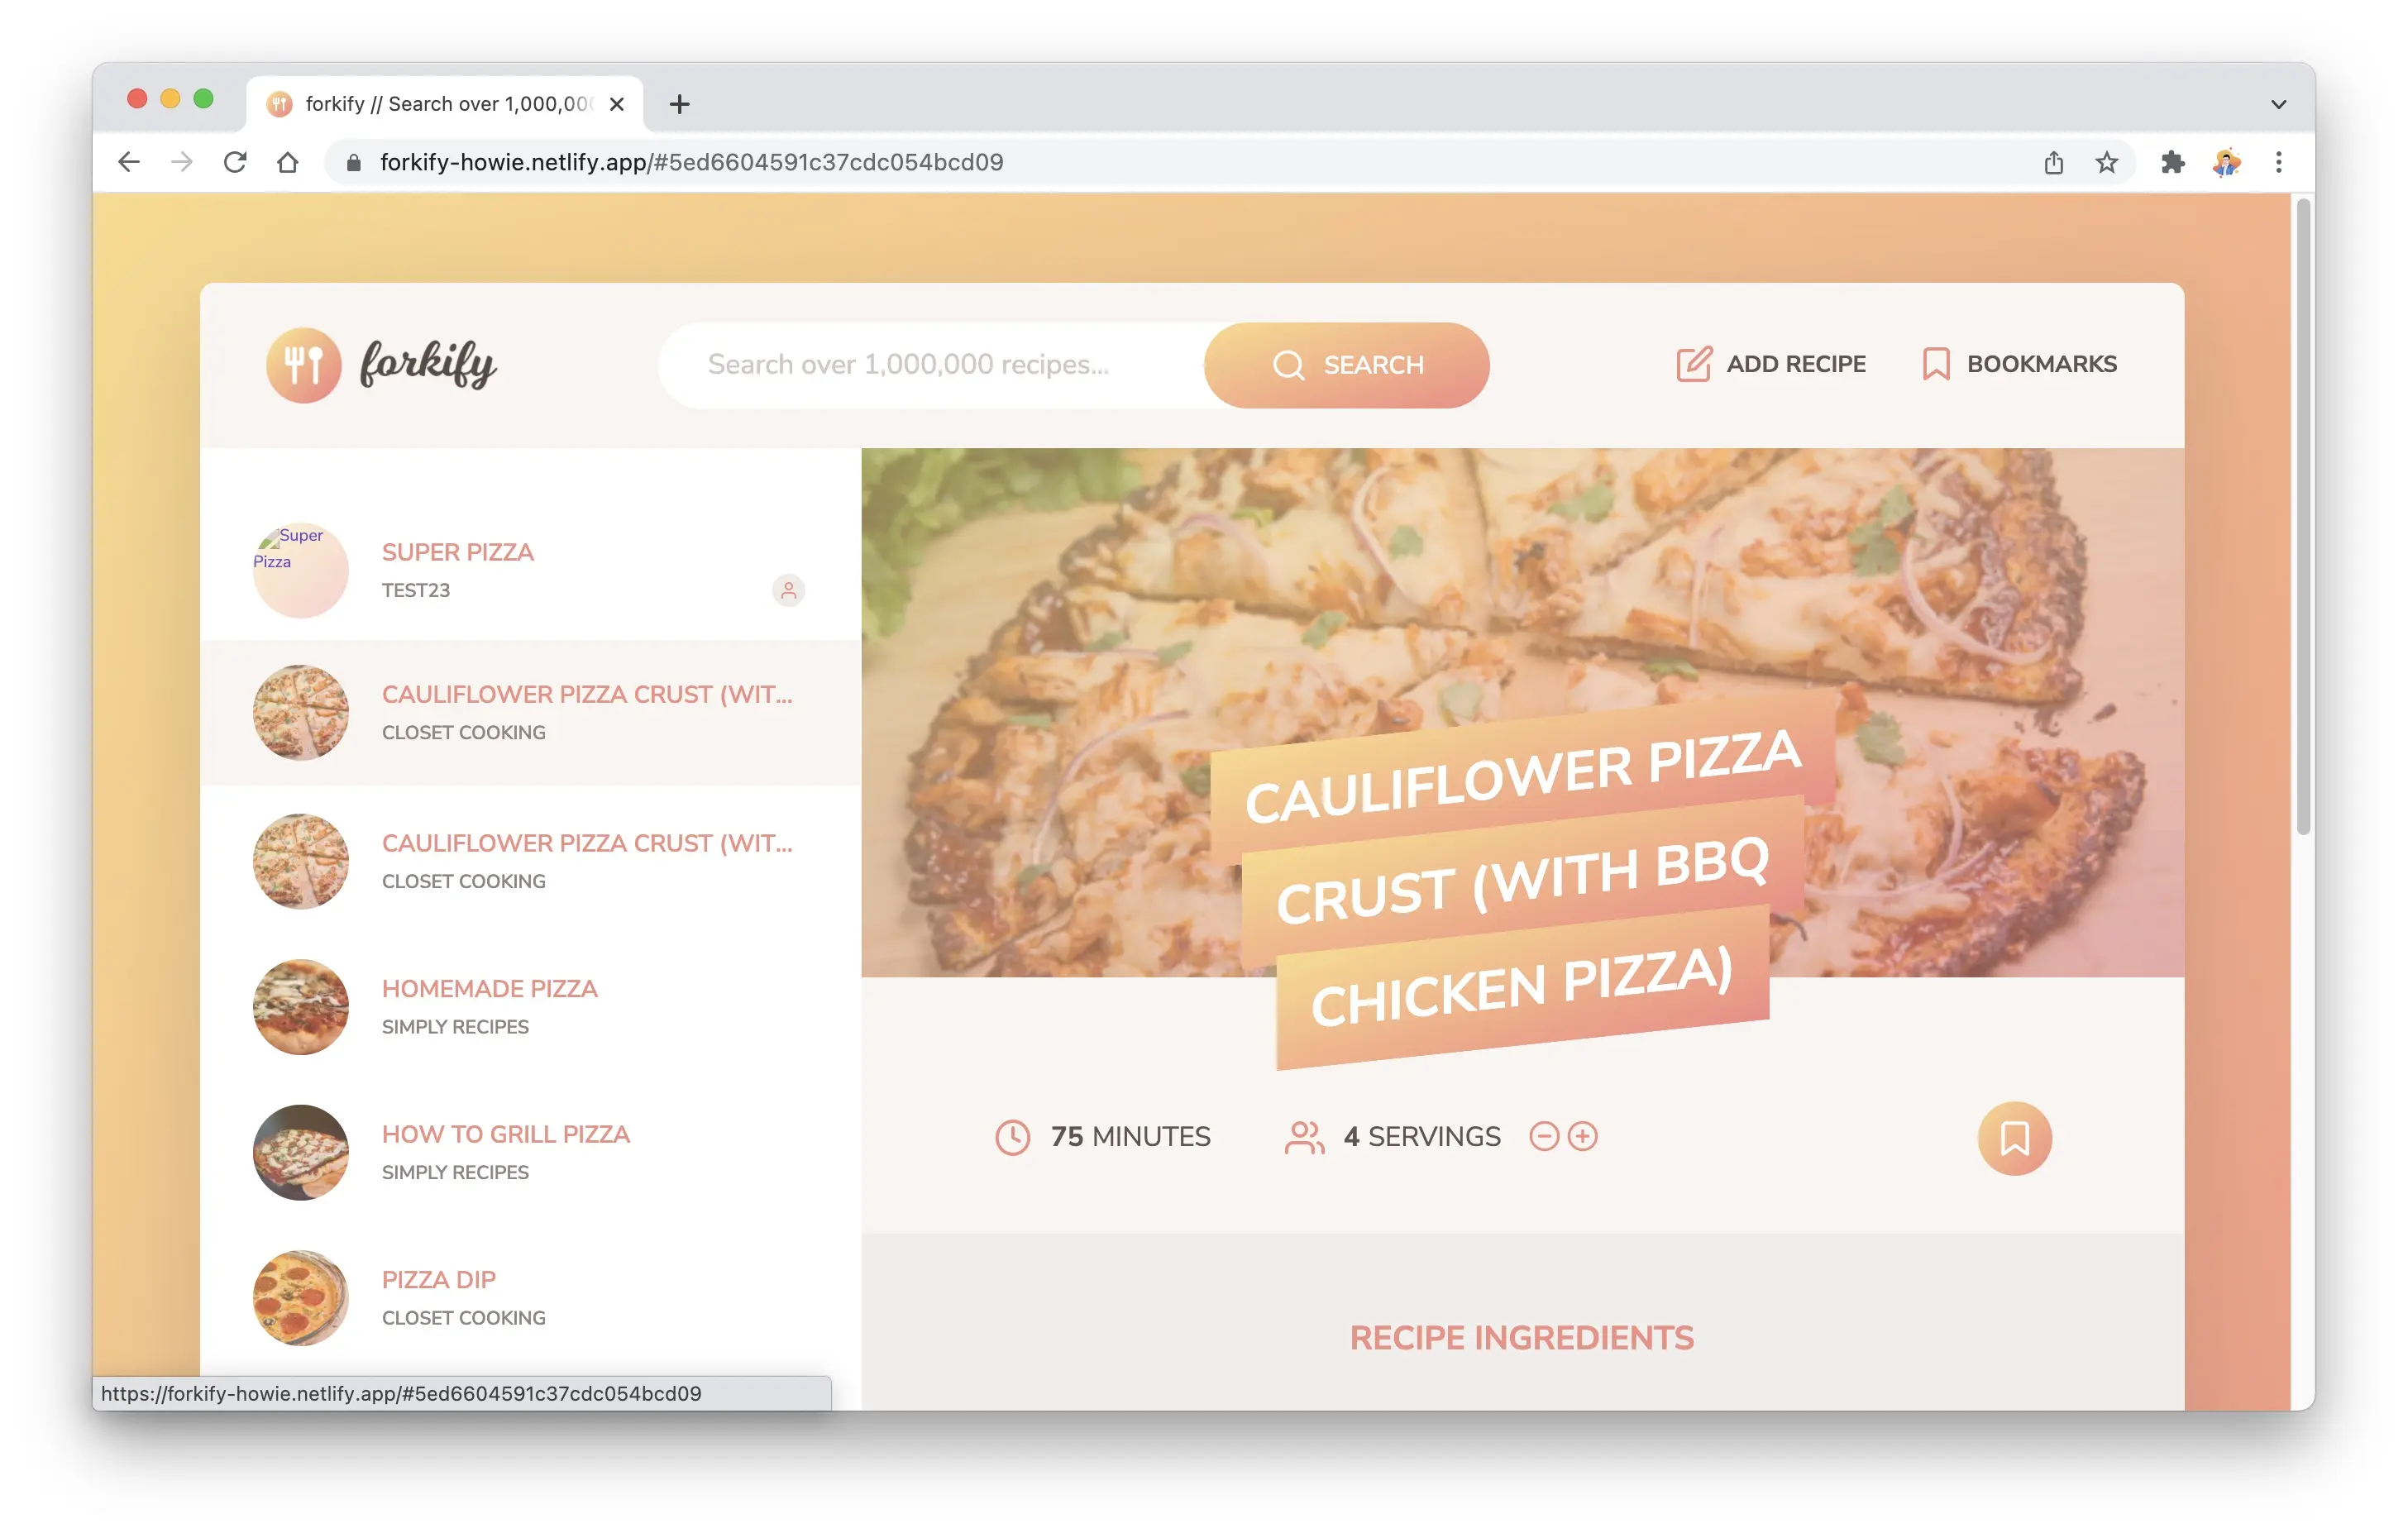 forkify // Search over 1,000,000
forkify-howie.netlify.app/#5ed6604591c37cdc054bcd09
forkify
Search over 1,000,000 recipes...
SEARCH
ADD RECIPE
BOOKMARKS
Super
Pizza
SUPER PIZZA
TEST23
CAULIFLOWER PIZZA CRUST (WIT...
CLOSET COOKING
CAULIFLOWER PIZZA CRUST (WIT...
CLOSET COOKING
HOMEMADE PIZZA
SIMPLY RECIPES
HOW TO GRILL PIZZA
SIMPLY RECIPES
PIZZA DIP
CLOSET COOKING
CAULIFLOWER PIZZA
CRUST (WITH BBQ
CHICKEN PIZZA)
75 MINUTES
4 SERVINGS
RECIPE INGREDIENTS
https://forkify-howie.netlify.app/#5ed6604591c37cdc054bcd09